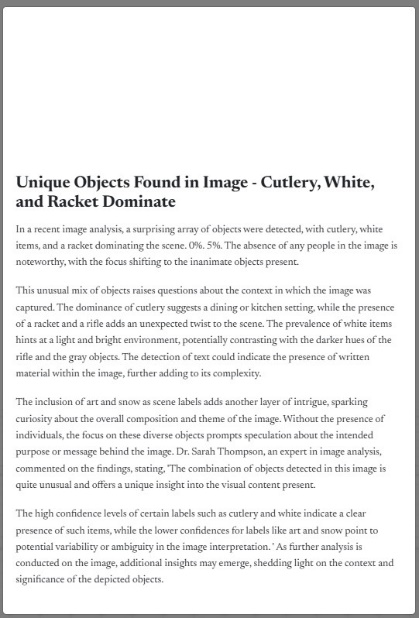 Unique Objects Found in Image - Cutlery, White,
and Racket Dominate
In a recent image analysis, a surprising array of objects were detected, with cutlery, white
items, and a racket dominating the scene. 0%. 5%. The absence of any people in the image is
noteworthy, with the focus shifting to the inanimate objects present.
This unusual mix of objects raises questions about the context in which the image was
captured. The dominance of cutlery suggests a dining or kitchen setting, while the presence
of a racket and a rifle adds an unexpected twist to the scene. The prevalence of white items
hints at a light and bright environment, potentially contrasting with the darker hues of the
rifle and the gray objects. The detection of text could indicate the presence of written
material within the image, further adding to its complexity.
The inclusion of art and snow as scene labels adds another layer of intrigue, sparking
curiosity about the overall composition and theme of the image. Without the presence of
individuals, the focus on these diverse objects prompts speculation about the intended
purpose or message behind the image. Dr. Sarah Thompson, an expert in image analysis,
commented on the findings, stating, 'The combination of objects detected in this image is
quite unusual and offers a unique insight into the visual content present.
The high confidence levels of certain labels such as cutlery and white indicate a clear
presence of such items, while the lower confidences for labels like art and snow point to
potential variability or ambiguity in the image interpretation.' As further analysis is
conducted on the image, additional insights may emerge, shedding light on the context and
significance of the depicted objects.